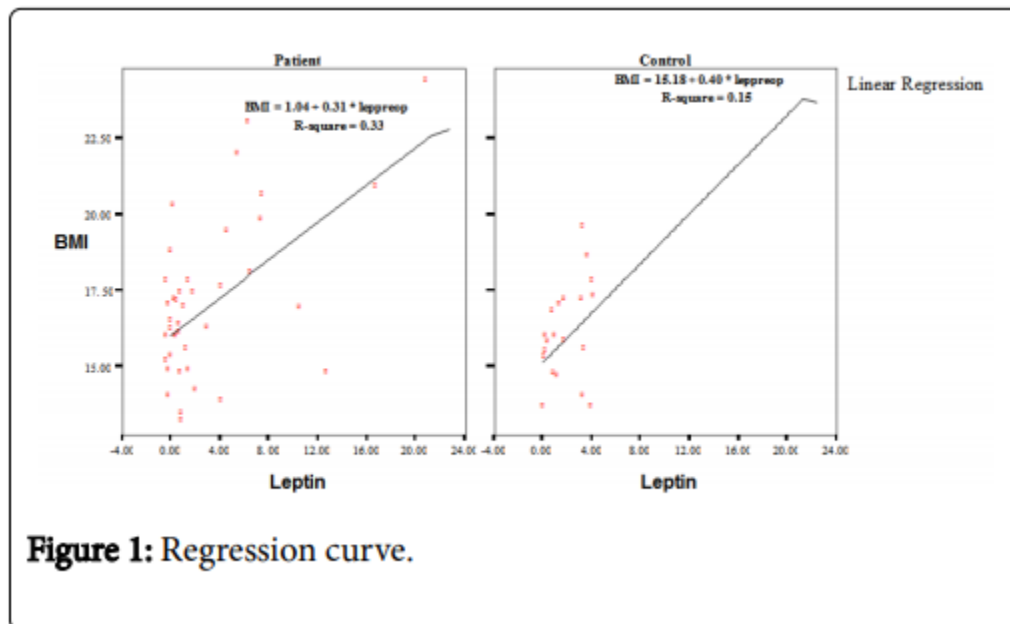 Patient
Control
BMI = 1.04 + 0.31 * leppresp
R-square = 0.33
BMI = 15.18 + 0.40 * leppresp
R-square = 0.15
Linear Regression
22.50
20.00
BMI
17.50
15.00
-4.00 0.00 4.00 8.00 12.00 16.00 20.00 24.00
-4.00 0.00 4.00 8.00 12.00 16.00 20.00 24.00
Leptin
Leptin
Figure 1: Regression curve.